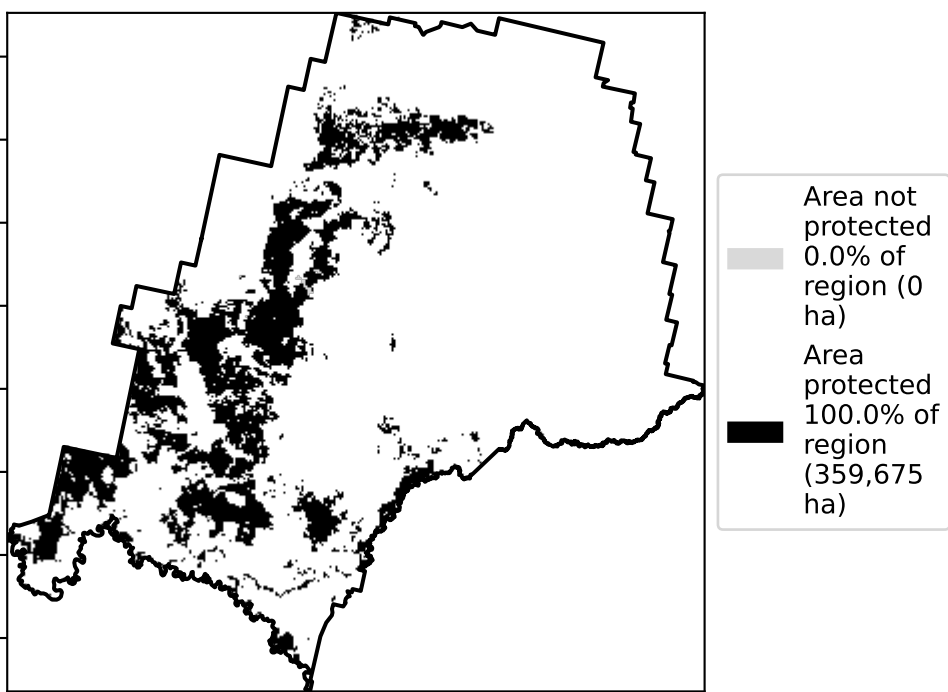 Area not
protected
0.0% of
region (0
ha)
Area
protected
100.0% of
region
(359,675
ha)